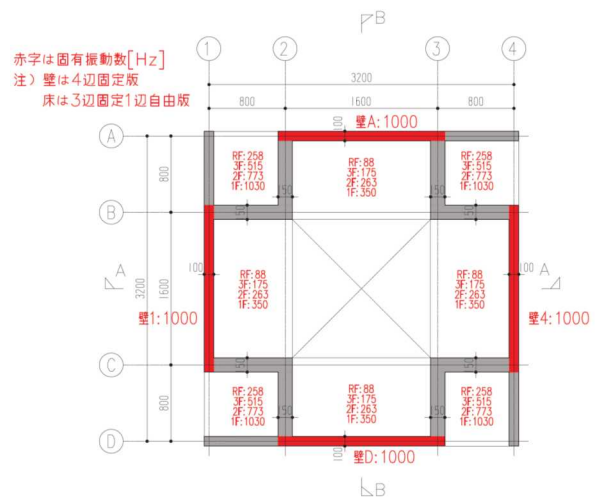 B
赤字は固有振動数[Hz]
注）壁は4辺固定版
床は3辺固定1辺自由版
1 2 3 4
3200
800 1600 800
100
壁A:1000
A
RF:258
3F:515
2F:773
1F:1030
RF:88
3F:175
2F:263
1F:350
RF:258
3F:515
2F:773
1F:1030
800
150 150
B
150 150
A 100
100 A
3200 1600
RF:88
3F:175
2F:263
1F:350
RF:88
3F:175
2F:263
1F:350
壁1:1000
壁4:1000
C
150 150
RF:258
3F:515
2F:773
1F:1030
RF:88
3F:175
2F:263
1F:350
RF:258
3F:515
2F:773
1F:1030
800
150 150
D
100
壁D:1000
B